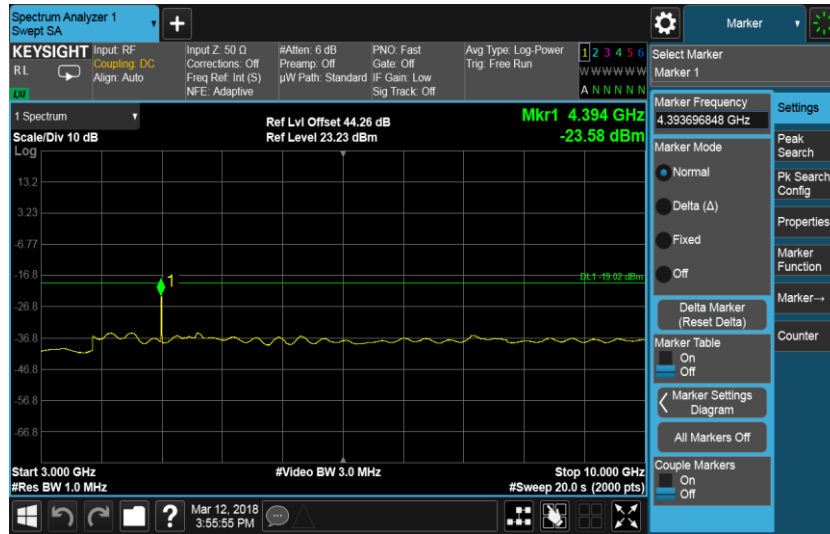 Spectrum Analyzer 1
Swept SA
+
Marker
KEYSIGHT
RL
LXI
Input: RF
Coupling: DC
Align: Auto
Input Z: 50 Ω
Corrections: Off
Freq Ref: Int (S)
NFE: Adaptive
#Atten: 6 dB
Preamp: Off
µW Path: Standard
PNO: Fast
Gate: Off
IF Gain: Low
Sig Track: Off
Avg Type: Log-Power
Trig: Free Run
1 2 3 4 5 6
W W W W W W
A N N N N N
Select Marker
Marker 1
1 Spectrum
Scale/Div 10 dB
Log
Ref Lvl Offset 44.26 dB
Ref Level 23.23 dBm
Mkr1 4.394 GHz
-23.58 dBm
13.2
3.23
-6.77
-16.8
-26.8
-36.8
-46.8
-56.8
-66.8
1
DL1 -19.02 dBm
Start 3.000 GHz
#Res BW 1.0 MHz
#Video BW 3.0 MHz
Stop 10.000 GHz
#Sweep 20.0 s (2000 pts)
Marker Frequency
4.393696848 GHz
Marker Mode
Normal
Delta (Δ)
Fixed
Off
Delta Marker
(Reset Delta)
Marker Table
On
Off
Marker Settings
Diagram
All Markers Off
Couple Markers
On
Off
Settings
Peak
Search
Pk Search
Config
Properties
Marker
Function
Marker→
Counter
?
Mar 12, 2018
3:55:55 PM